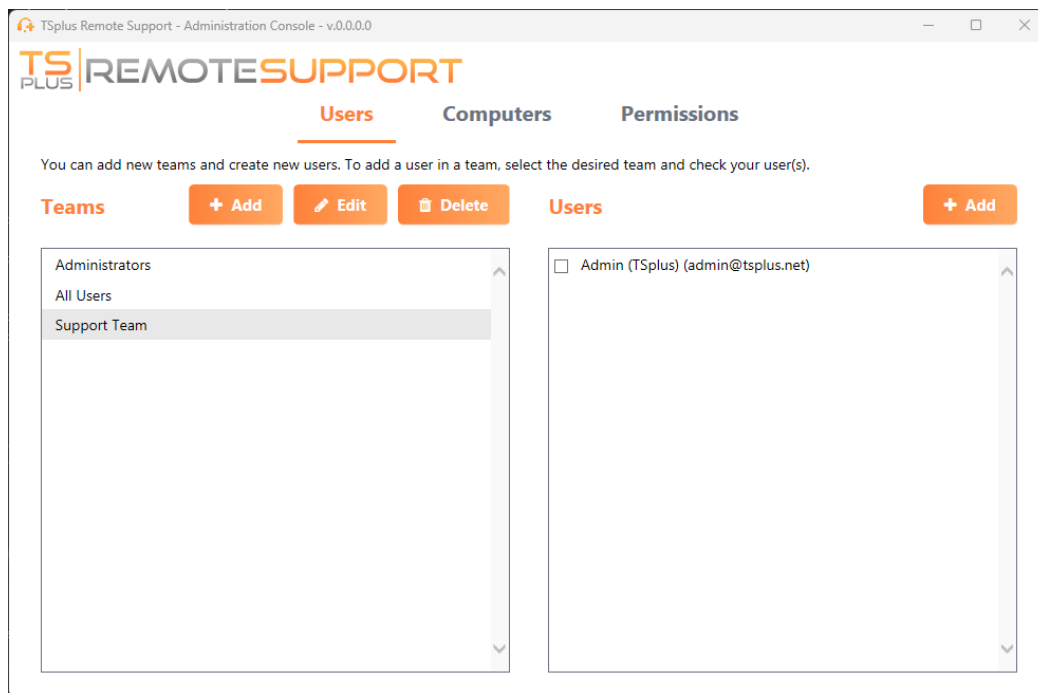 TSplus Remote Support - Administration Console - v.0.0.0.0
TS PLUS REMOTESUPPORT
Users Computers Permissions
You can add new teams and create new users. To add a user in a team, select the desired team and check your user(s).
Teams + Add Edit Delete Users + Add
Administrators
All Users
Support Team
Admin (TSplus) (admin@tsplus.net)